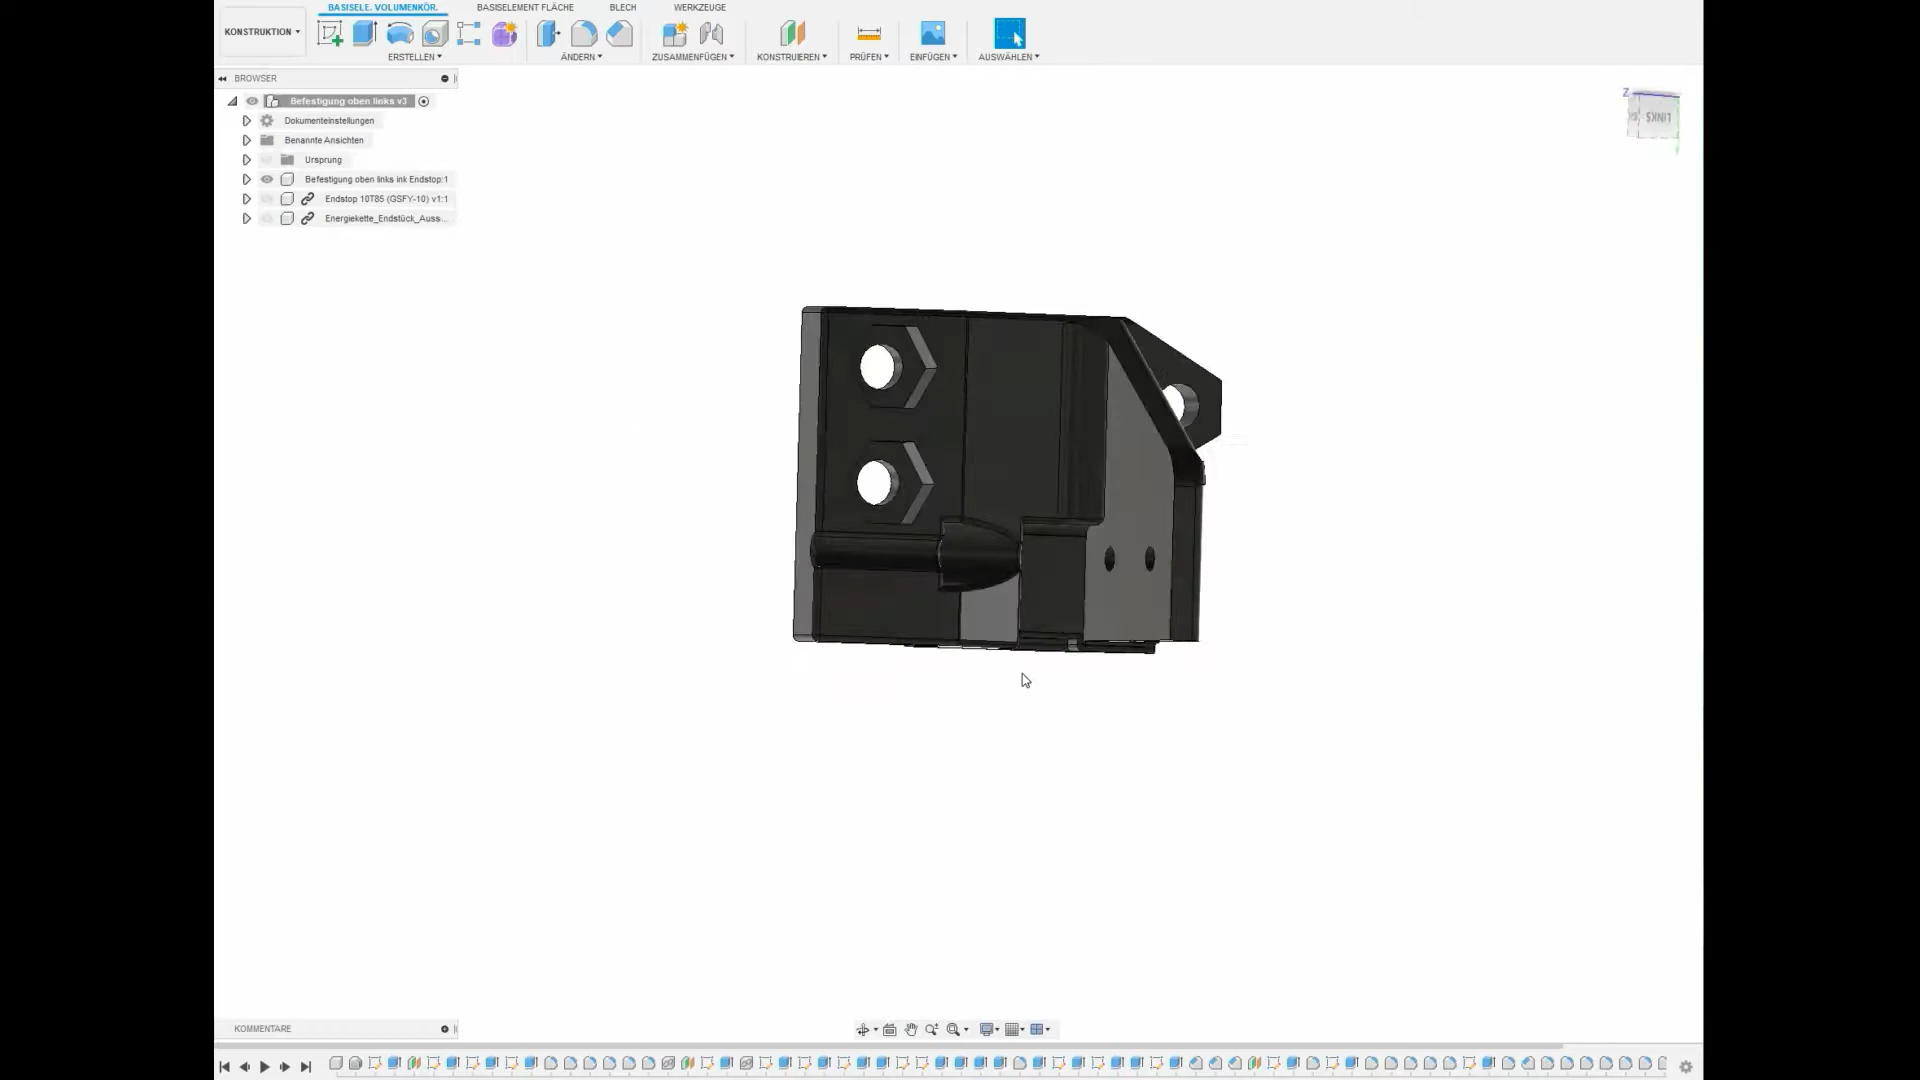 BASISELE. VOLUMENKÖR.
BASISELEMENT FLÄCHE
BLECH
WERKZEUGE
KONSTRUKTION
ERSTELLEN
ÄNDERN
ZUSAMMENFÜGEN
KONSTRUIEREN
PRÜFEN
EINFÜGEN
AUSWÄHLEN
BROWSER
Befestigung oben links v3
Dokumenteinstellungen
Benannte Ansichten
Ursprung
Befestigung oben links ink Endstop:1
Endstop 10T85 (GSFY-10) v1:1
Energiekette_Endstück_Auss...
Z
LINKS
KOMMENTARE